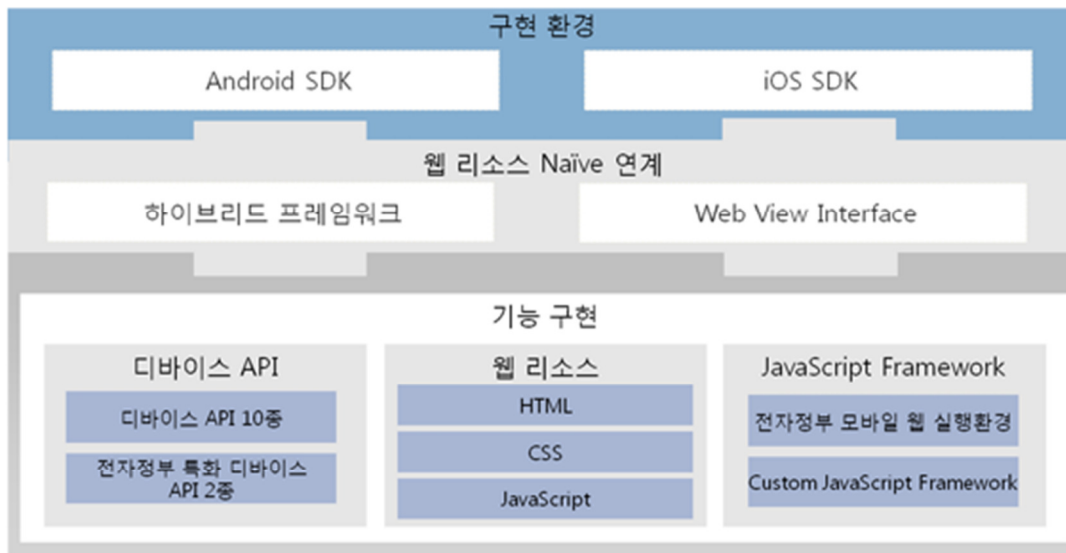 구현 환경
Android SDK
iOS SDK
웹 리소스 Naïve 연계
하이브리드 프레임워크
Web View Interface
기능 구현
디바이스 API
디바이스 API 10종
전자정부 특화 디바이스
API 2종
웹 리소스
HTML
CSS
JavaScript
JavaScript Framework
전자정부 모바일 웹 실행환경
Custom JavaScript Framework